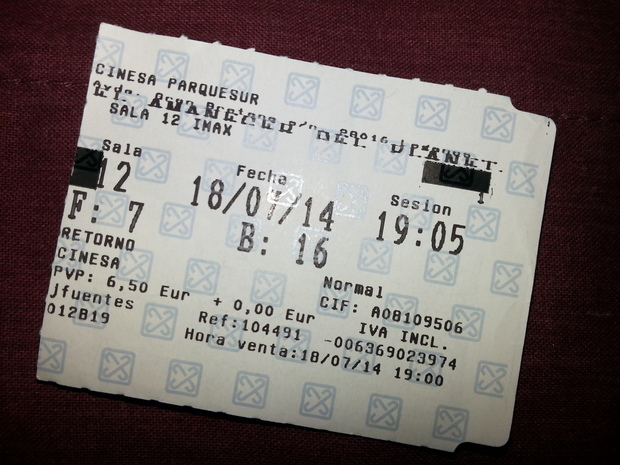 CINESA PARQUESUR
EL AMANECER DEL PLANET
SALA 12 IMAX
Sala Fecha Sesion
12 18/07/14 19:05
1
F: 7 B: 16
RETORNO Normal
CINESA CIF: A08109506
PVP: 6,50 Eur + 0,00 Eur IVA INCL.
Jfuentes Ref:104491 -006369023974
012B19 Hora venta:18/07/14 19:00